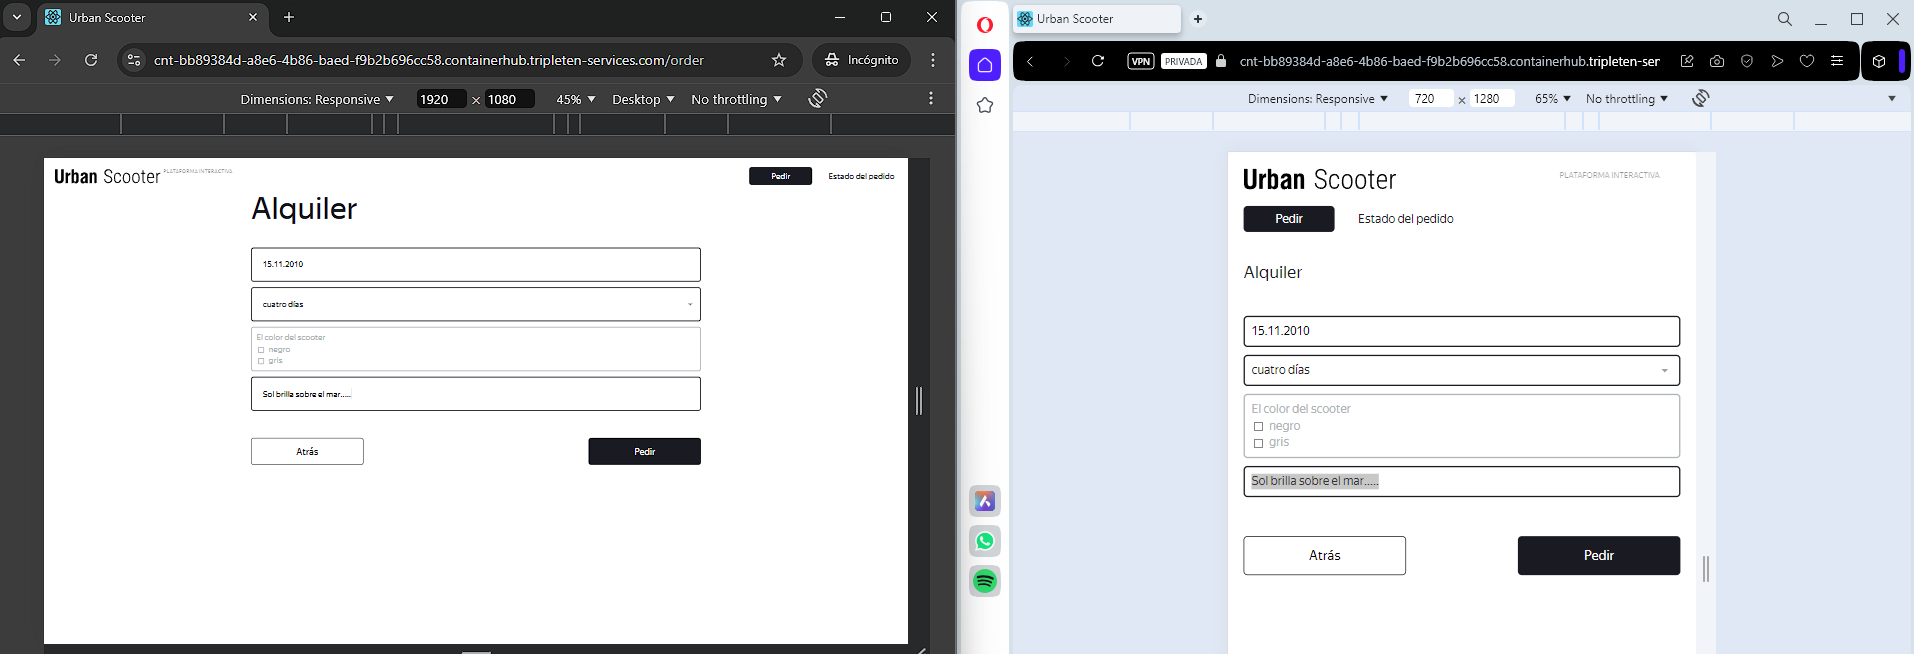 Urban Scooter
cnt-bb89384d-a8e6-4b86-baed-f9b2b696cc58.containerhub.tripleten-services.com/order
Incógnito
Dimensions: Responsive 1920 x 1080 45% Desktop No throttling
Urban Scooter PLATAFORMA INTERACTIVA Pedir Estado del pedido
Alquiler
15.11.2010
cuatro días
El color del scooter
negro
gris
Sol brilla sobre el mar.....
Atrás Pedir
Urban Scooter
VPN PRIVADA cnt-bb89384d-a8e6-4b86-baed-f9b2b696cc58.containerhub.tripleten-ser
Dimensions: Responsive 720 x 1280 65% No throttling
Urban Scooter PLATAFORMA INTERACTIVA
Pedir Estado del pedido
Alquiler
15.11.2010
cuatro días
El color del scooter
negro
gris
Sol brilla sobre el mar.....
Atrás Pedir